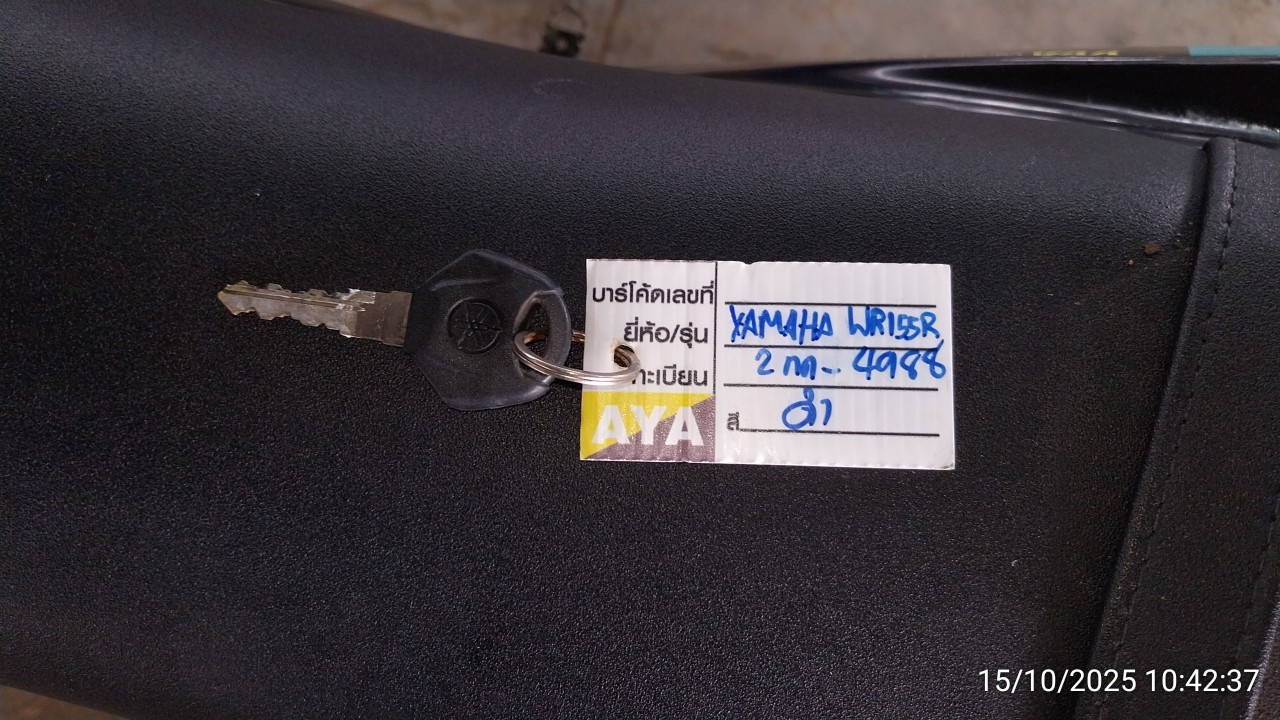 บาร์โค้ดเลขที่
ยี่ห้อ/รุ่น YAMAHA WR155R
ทะเบียน 2 กก - 4988
AYA สี ดำ
15/10/2025 10:42:37